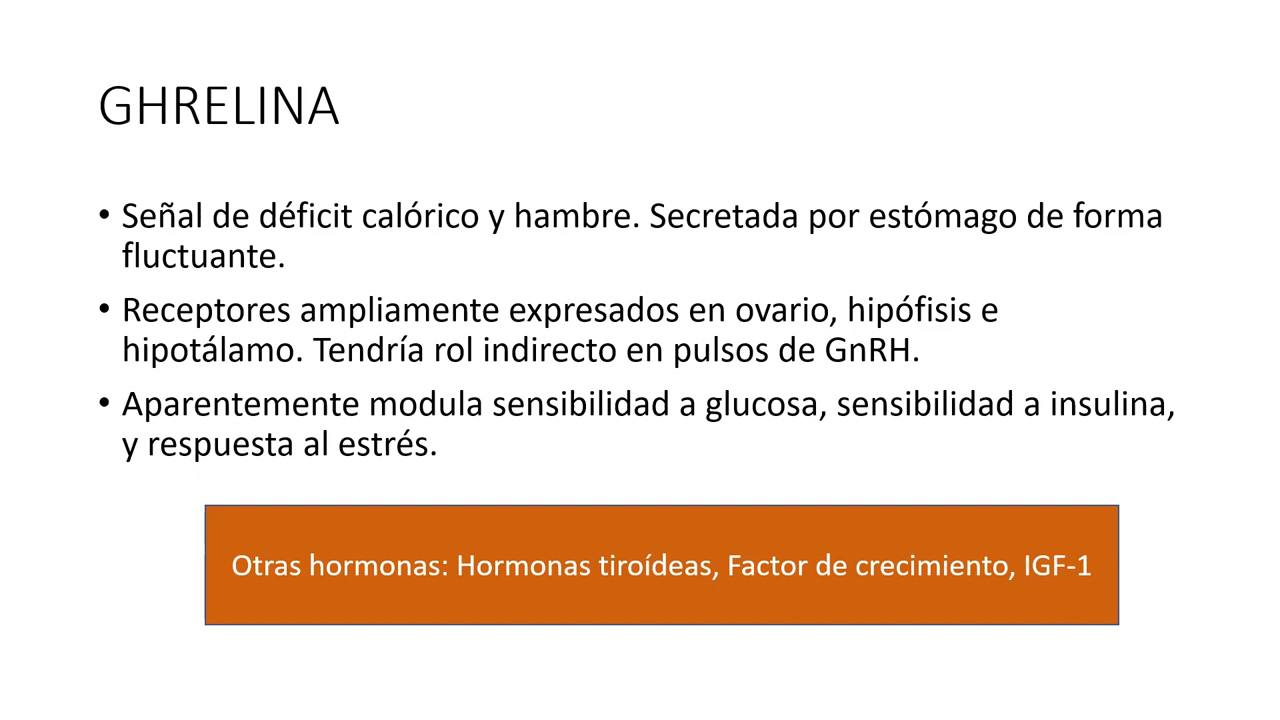 GHRELINA
• Señal de déficit calórico y hambre. Secretada por estómago de forma
fluctuante.
• Receptores ampliamente expresados en ovario, hipófisis e
hipotálamo. Tendría rol indirecto en pulsos de GnRH.
• Aparentemente modula sensibilidad a glucosa, sensibilidad a insulina,
y respuesta al estrés.
Otras hormonas: Hormonas tiroídeas, Factor de crecimiento, IGF-1